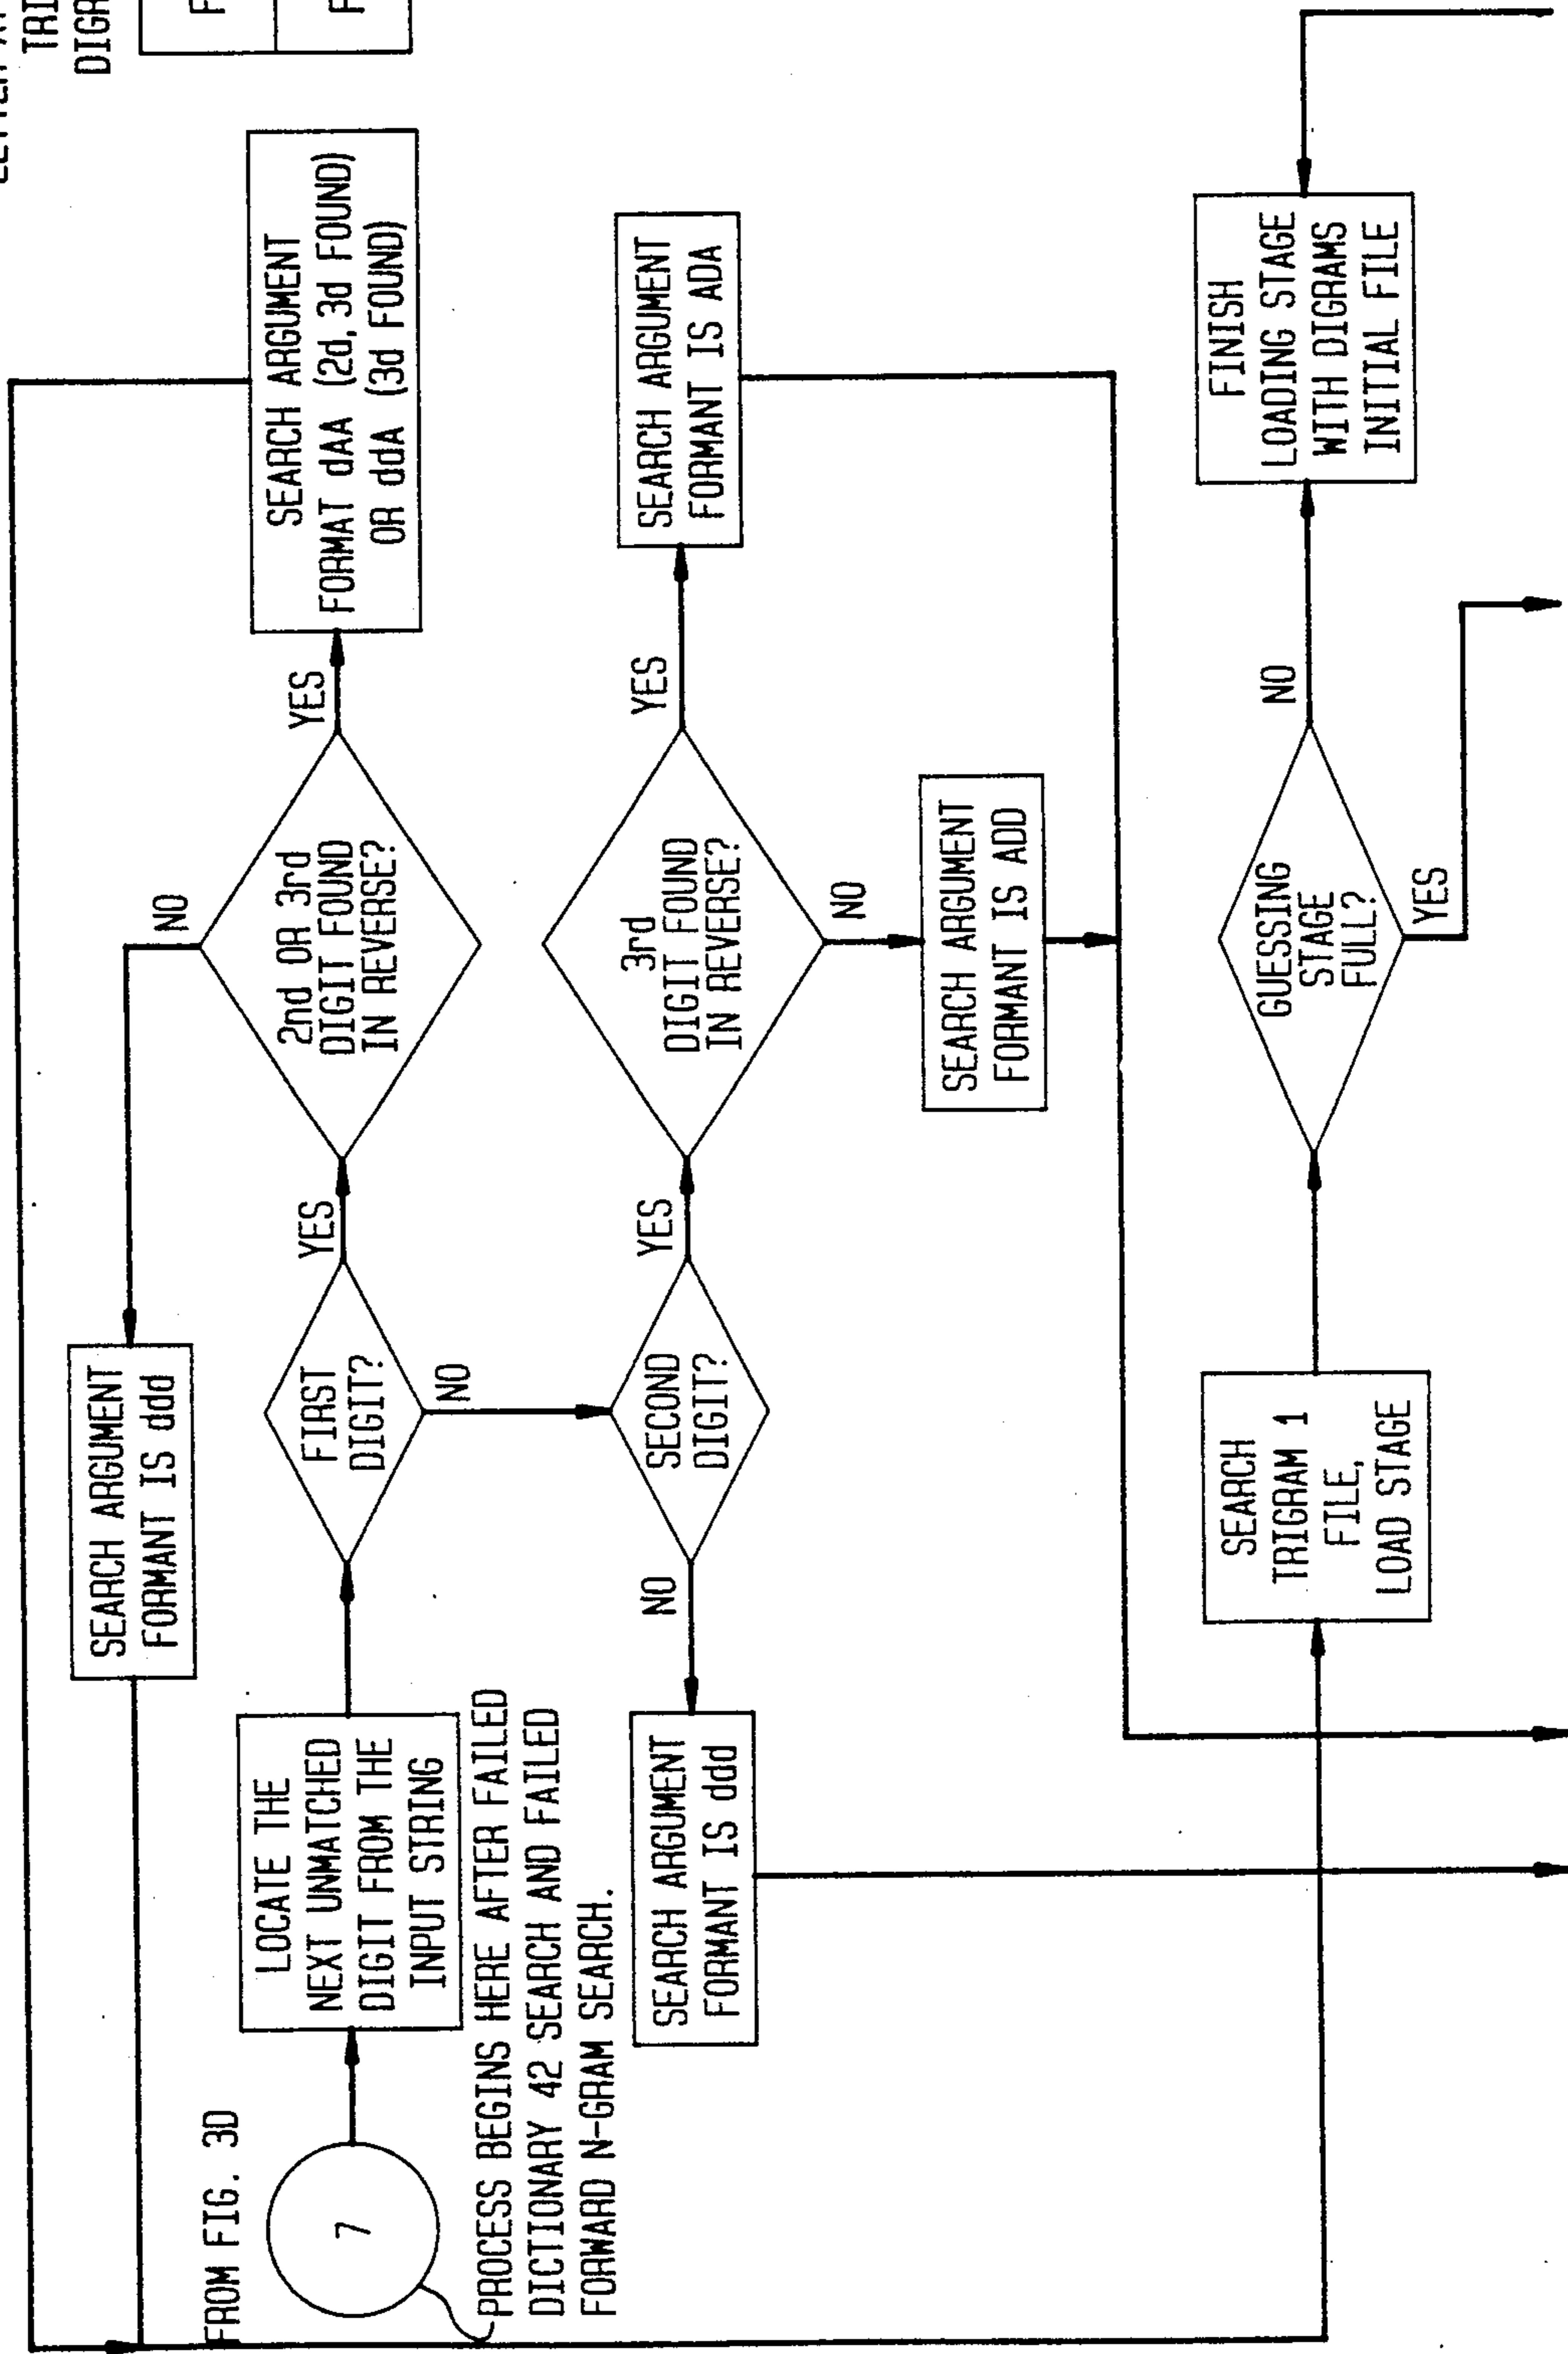 TRI
DIGR
F
F
SEARCH ARGUMENT
FORMANT IS ddd
NO
FROM FIG. 3D
7
LOCATE THE
NEXT UNMATCHED
DIGIT FROM THE
INPUT STRING
FIRST
DIGIT?
YES
2nd OR 3rd
DIGIT FOUND
IN REVERSE?
YES
SEARCH ARGUMENT
FORMAT dAA (2d, 3d FOUND)
OR ddA (3d FOUND)
NO
PROCESS BEGINS HERE AFTER FAILED
DICTIONARY 42 SEARCH AND FAILED
FORWARD N-GRAM SEARCH.
SEARCH ARGUMENT
FORMANT IS ddd
NO
SECOND
DIGIT?
YES
3rd
DIGIT FOUND
IN REVERSE?
YES
SEARCH ARGUMENT
FORMANT IS ADA
NO
SEARCH ARGUMENT
FORMANT IS ADD
SEARCH
TRIGRAM 1
FILE,
LOAD STAGE
GUESSING
STAGE
FULL?
NO
FINISH
LOADING STAGE
WITH DIGRAMS
INITIAL FILE
YES